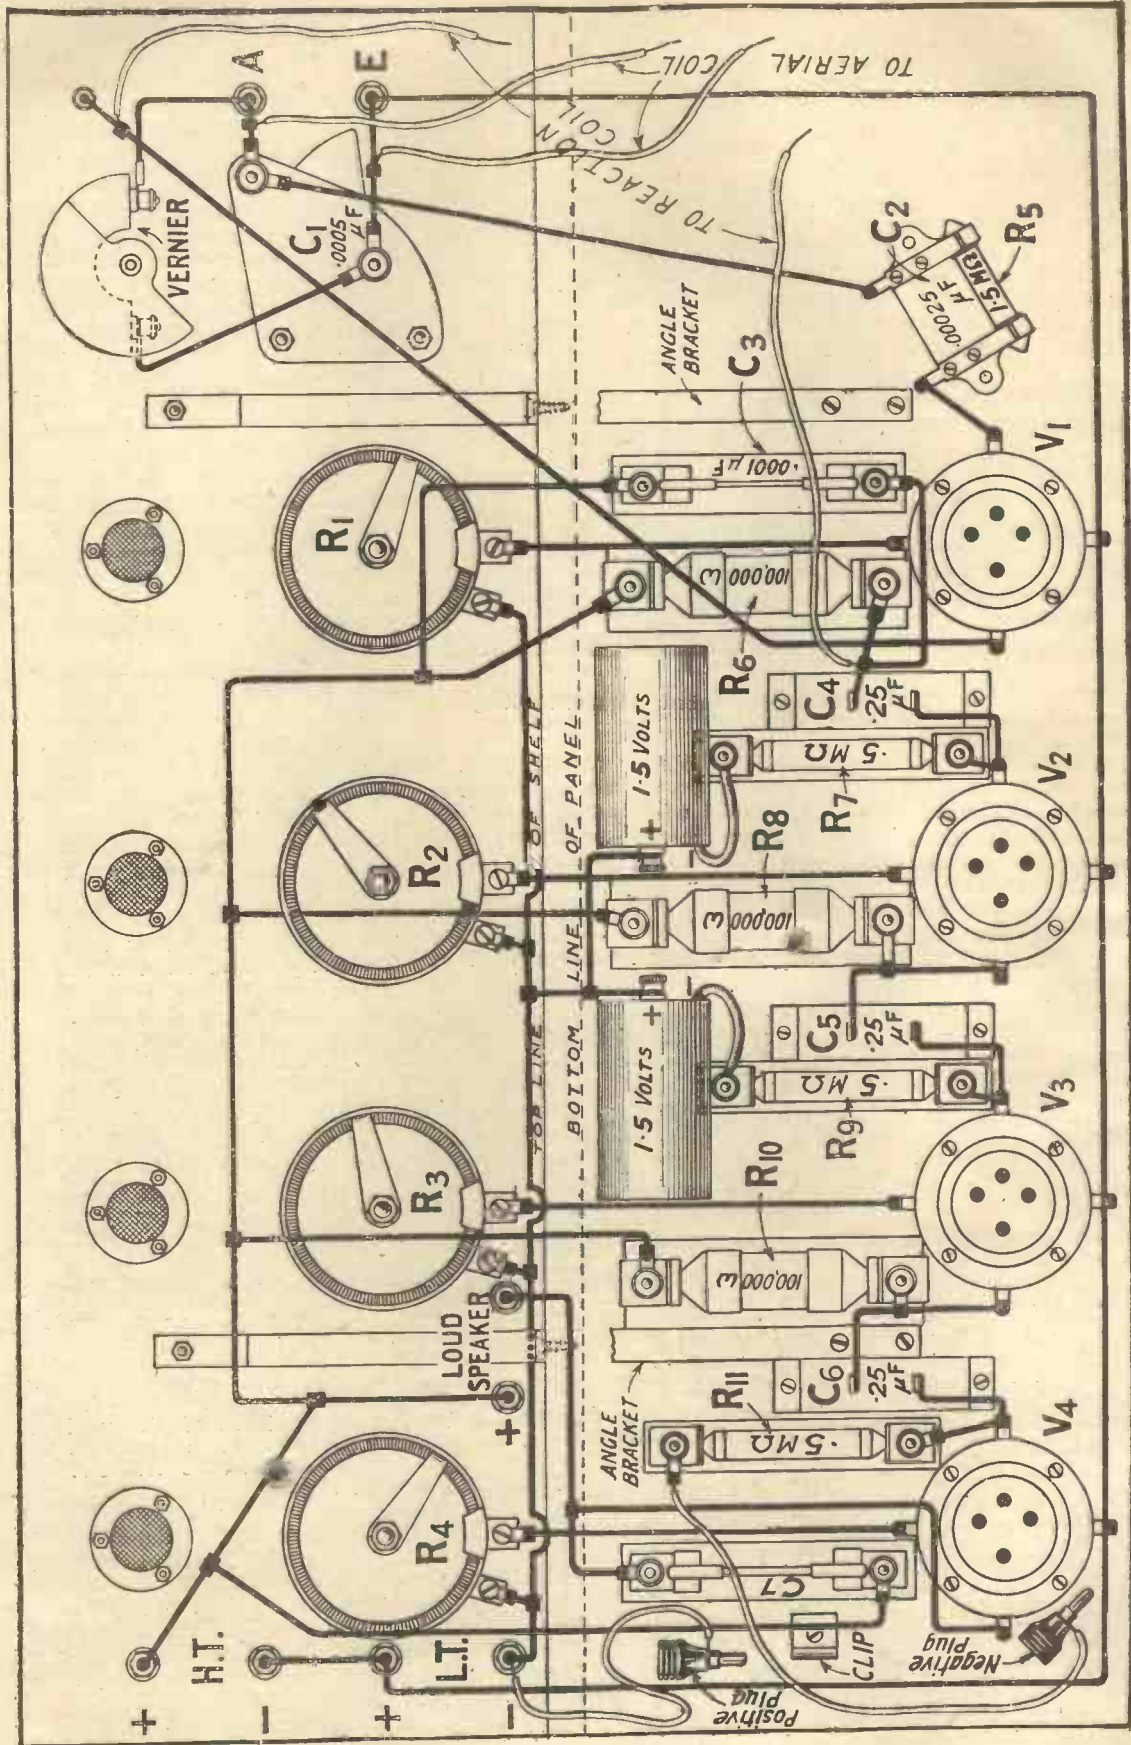 A
E
TO AERIAL COIL
TO REACTION COIL
VERNIER
C1
.0005
µF
C2
.00025
µF
1.5 MΩ
R5
ANGLE
BRACKET
C3
.0001 µF
R1
R2
R3
R4
TOP LINE OF SHELF
BOTTOM LINE OF PANEL
V1
100,000 ω
R6
1.5 VOLTS
+
-
C4
.25
µF
.5 MΩ
R7
V2
R8
100,000 ω
1.5 VOLTS
+
-
C5
.25
µF
.5 MΩ
R9
V3
R10
100,000 ω
LOUD
SPEAKER
+
ANGLE
BRACKET
R11
C6
.25
µF
.5 MΩ
V4
C7
H.T.
L.T.
+
-
+
-
CLIP
Positive
Plug
Negative
Plug